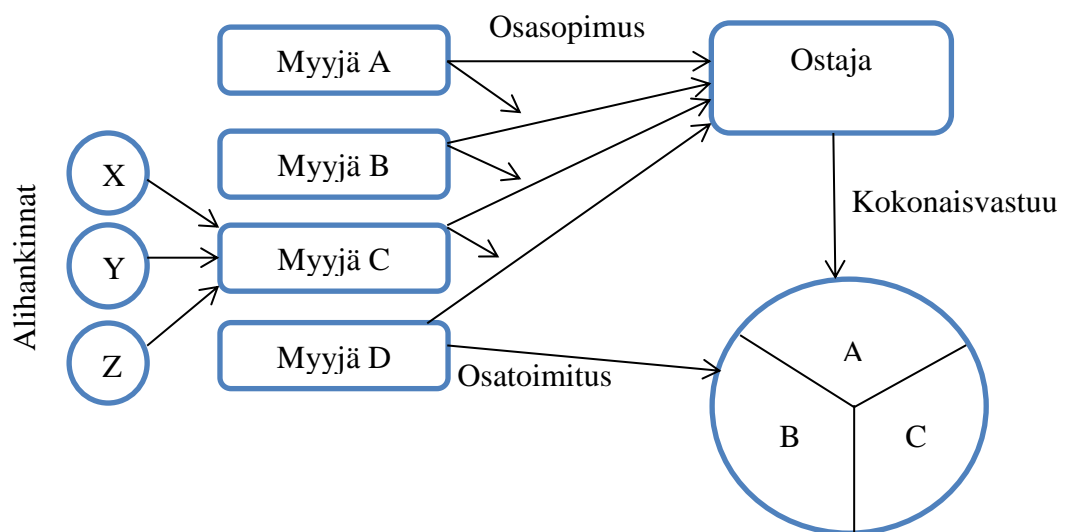 Osasopimus
Myyjä A
Ostaja
Myyjä B
X
Kokonaisvastuu
Alihankinnat
Y
Myyjä C
Z
Myyjä D
Osatoimitus
A
B
C